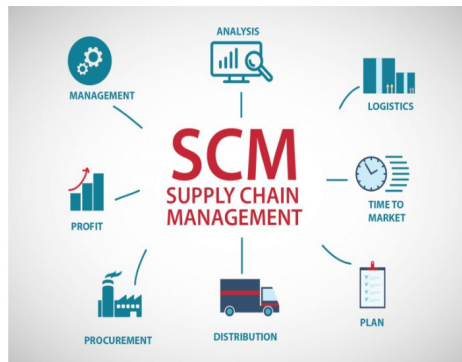 ANALYSIS
MANAGEMENT
LOGISTICS
SCM
SUPPLY CHAIN
MANAGEMENT
TIME TO
MARKET
PROFIT
PLAN
PROCUREMENT
DISTRIBUTION